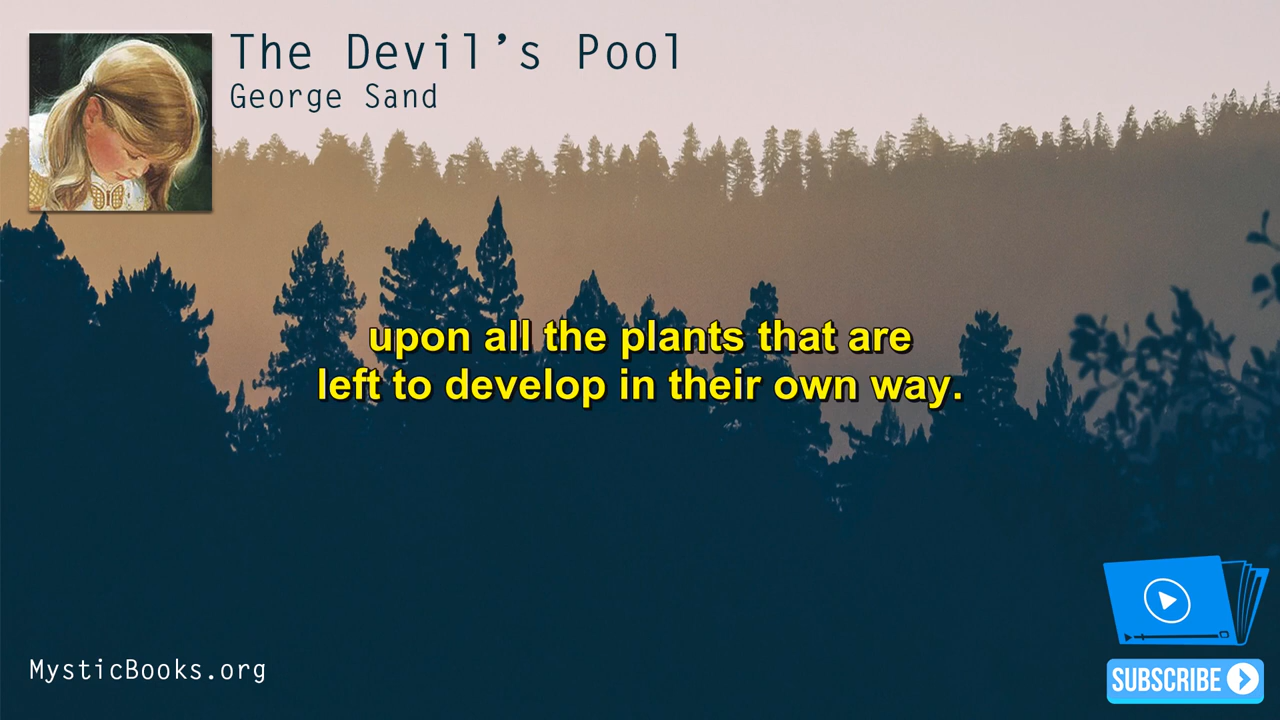 The Devil's Pool
George Sand
upon all the plants that are
left to develop in their own way.
MysticBooks.org
SUBSCRIBE